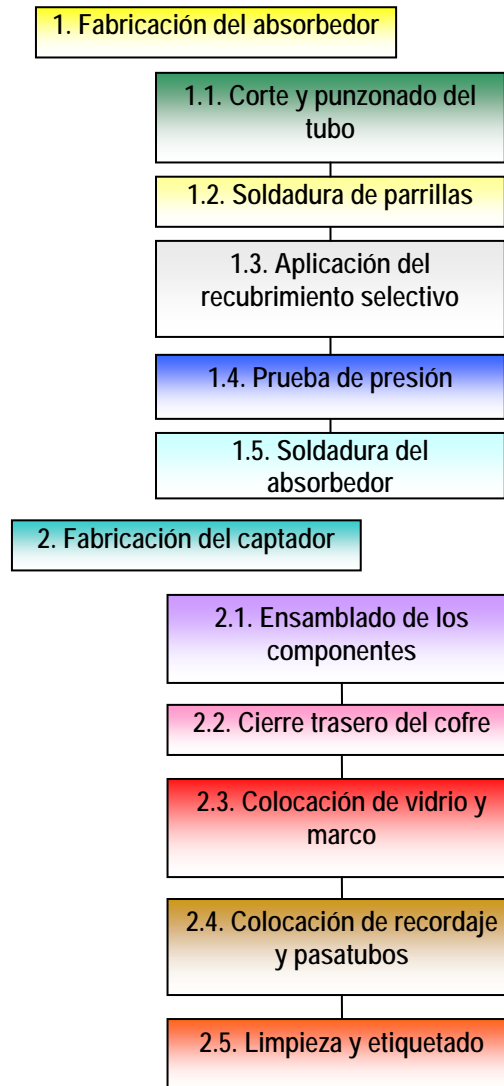 1. Fabricación del absorbedor
1.1. Corte y punzonado del
tubo
1.2. Soldadura de parrillas
1.3. Aplicación del
recubrimiento selectivo
1.4. Prueba de presión
1.5. Soldadura del
absorbedor
2. Fabricación del captador
2.1. Ensamblado de los
componentes
2.2. Cierre trasero del cofre
2.3. Colocación de vidrio y
marco
2.4. Colocación de recordaje
y pasatubos
2.5. Limpieza y etiquetado